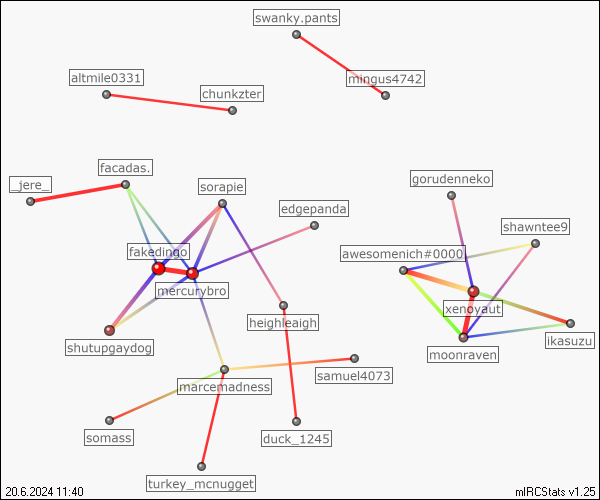 swanky.pants
altmile0331
mingus4742
chunkzter
facadas.
_jere_
sorapie
gorudenneko
edgepanda
shawntee9
fakedingo
awesomenich#0000
mercurybro
xenoyaut
heighleaigh
ikasuzu
shutupgaydog
moonraven
samuel4073
marcemadness
somass
duck_1245
turkey_mcnugget
20.6.2024 11:40
mIRCStats v1.25